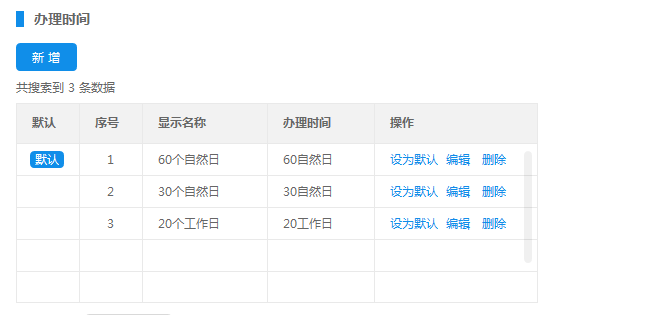 办理时间
新 增
共搜索到 3 条数据
默认 序号 显示名称 办理时间 操作
默认 1 60个自然日 60自然日 设为默认 编辑 删除
2 30个自然日 30自然日 设为默认 编辑 删除
3 20个工作日 20工作日 设为默认 编辑 删除